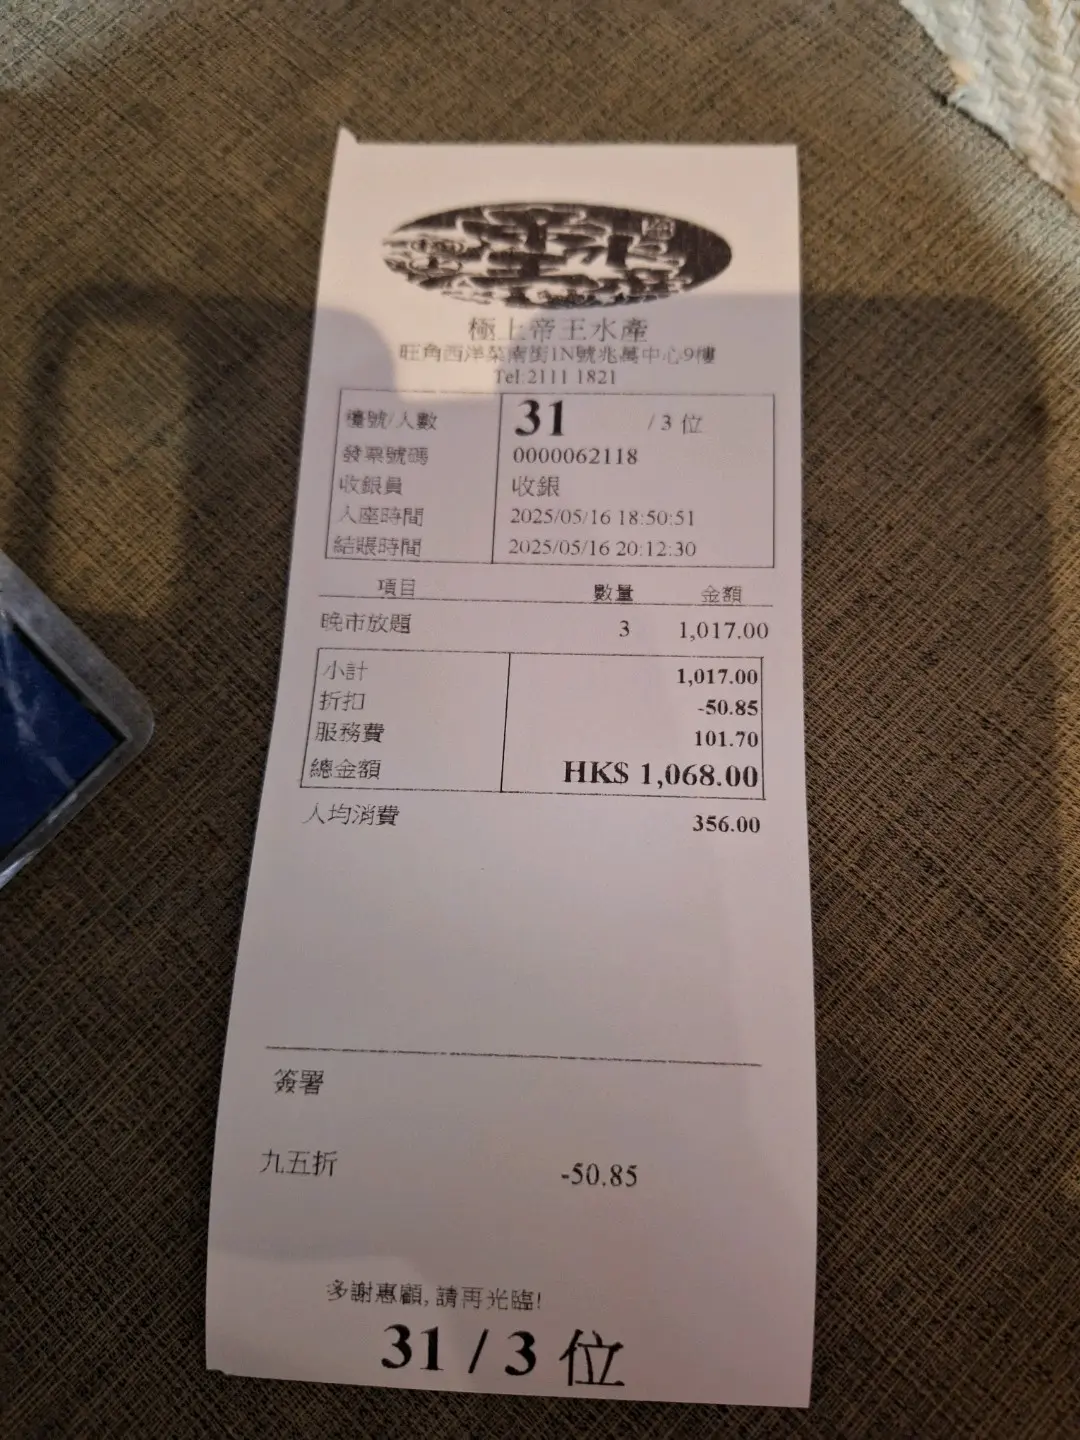 極上帝王水產
旺角西洋菜南街1N號兆萬中心9樓
Tel:2111 1821
檯號/人數 31 / 3 位
發票號碼 0000062118
收銀員 收銀
入座時間 2025/05/16 18:50:51
結賬時間 2025/05/16 20:12:30
項目 數量 金額
晚市放題 3 1,017.00
小計 1,017.00
折扣 -50.85
服務費 101.70
總金額 HK$ 1,068.00
人均消費 356.00
簽署
九五折 -50.85
多謝惠顧, 請再光臨!
31 / 3 位